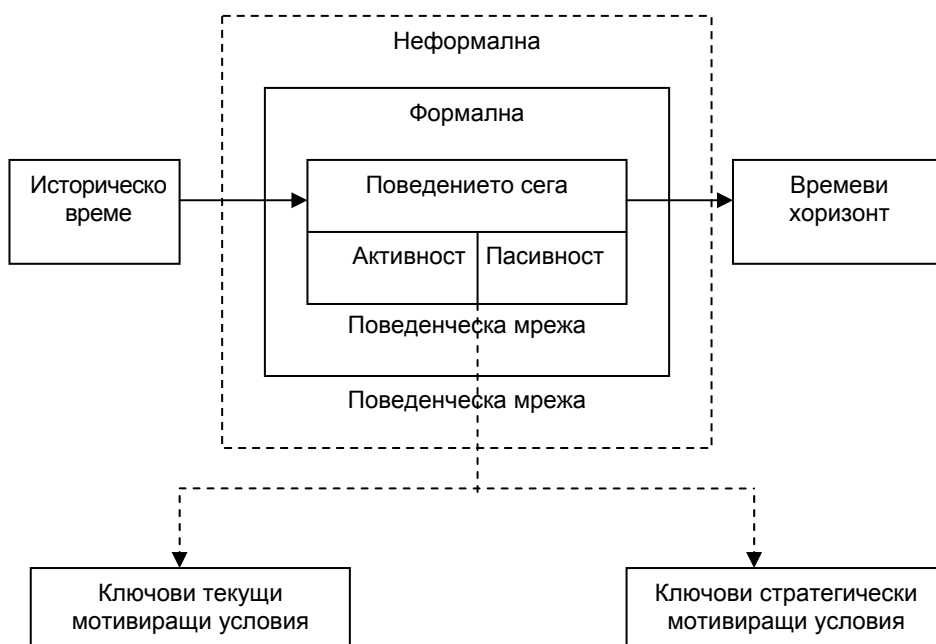 Неформална
Формална
Историческо
време
Поведението сега
Времеви
хоризонт
Активност
Пасивност
Поведенческа мрежа
Поведенческа мрежа
Ключови текущи
мотивиращи условия
Ключови стратегически
мотивиращи условия